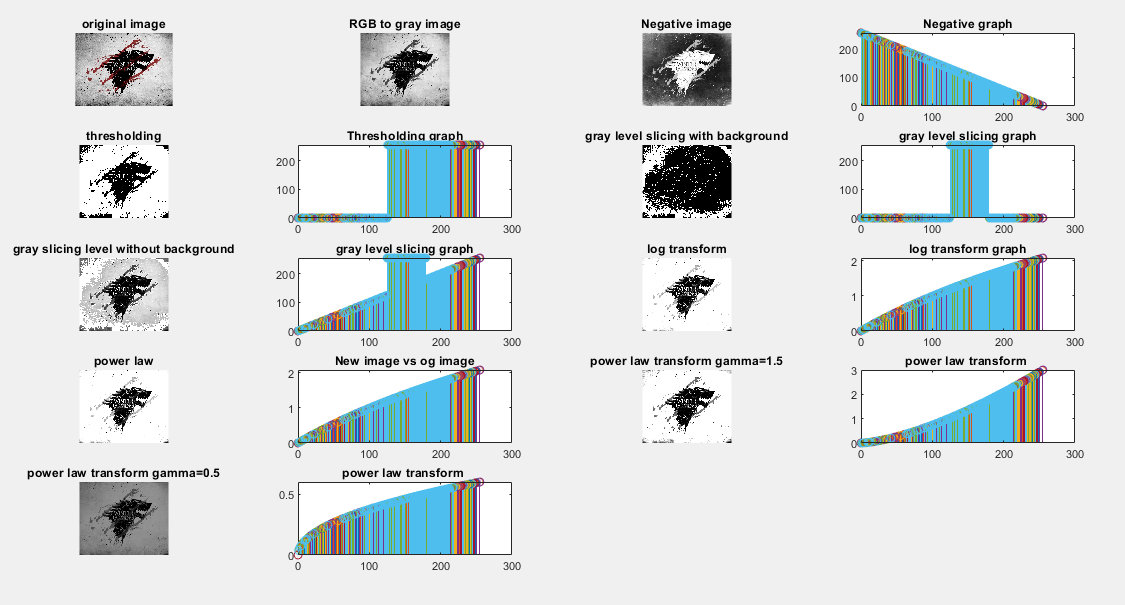 original image
RGB to gray image
Negative image
Negative graph
200
100
0
0 100 200 300
thresholding
Thresholding graph
200
100
0
0 100 200 300
gray level slicing with background
gray level slicing graph
200
100
0
0 100 200 300
gray slicing level without background
gray level slicing graph
200
100
0
0 100 200 300
log transform
log transform graph
2
1
0
0 100 200 300
power law
New image vs og image
2
1
0
0 100 200 300
power law transform gamma=1.5
power law transform
3
2
1
0
0 100 200 300
power law transform gamma=0.5
power law transform
0.5
0
0 100 200 300